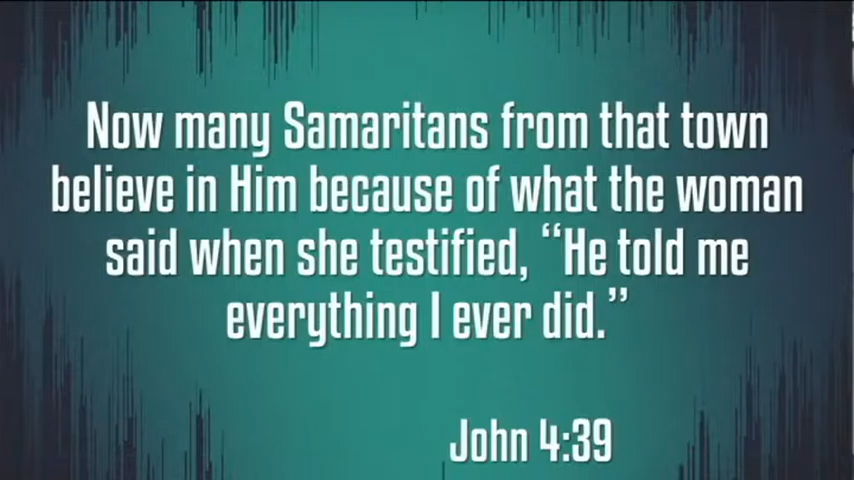 Now many Samaritans from that town
believe in Him because of what the woman
said when she testified, “He told me
everything I ever did.”
John 4:39